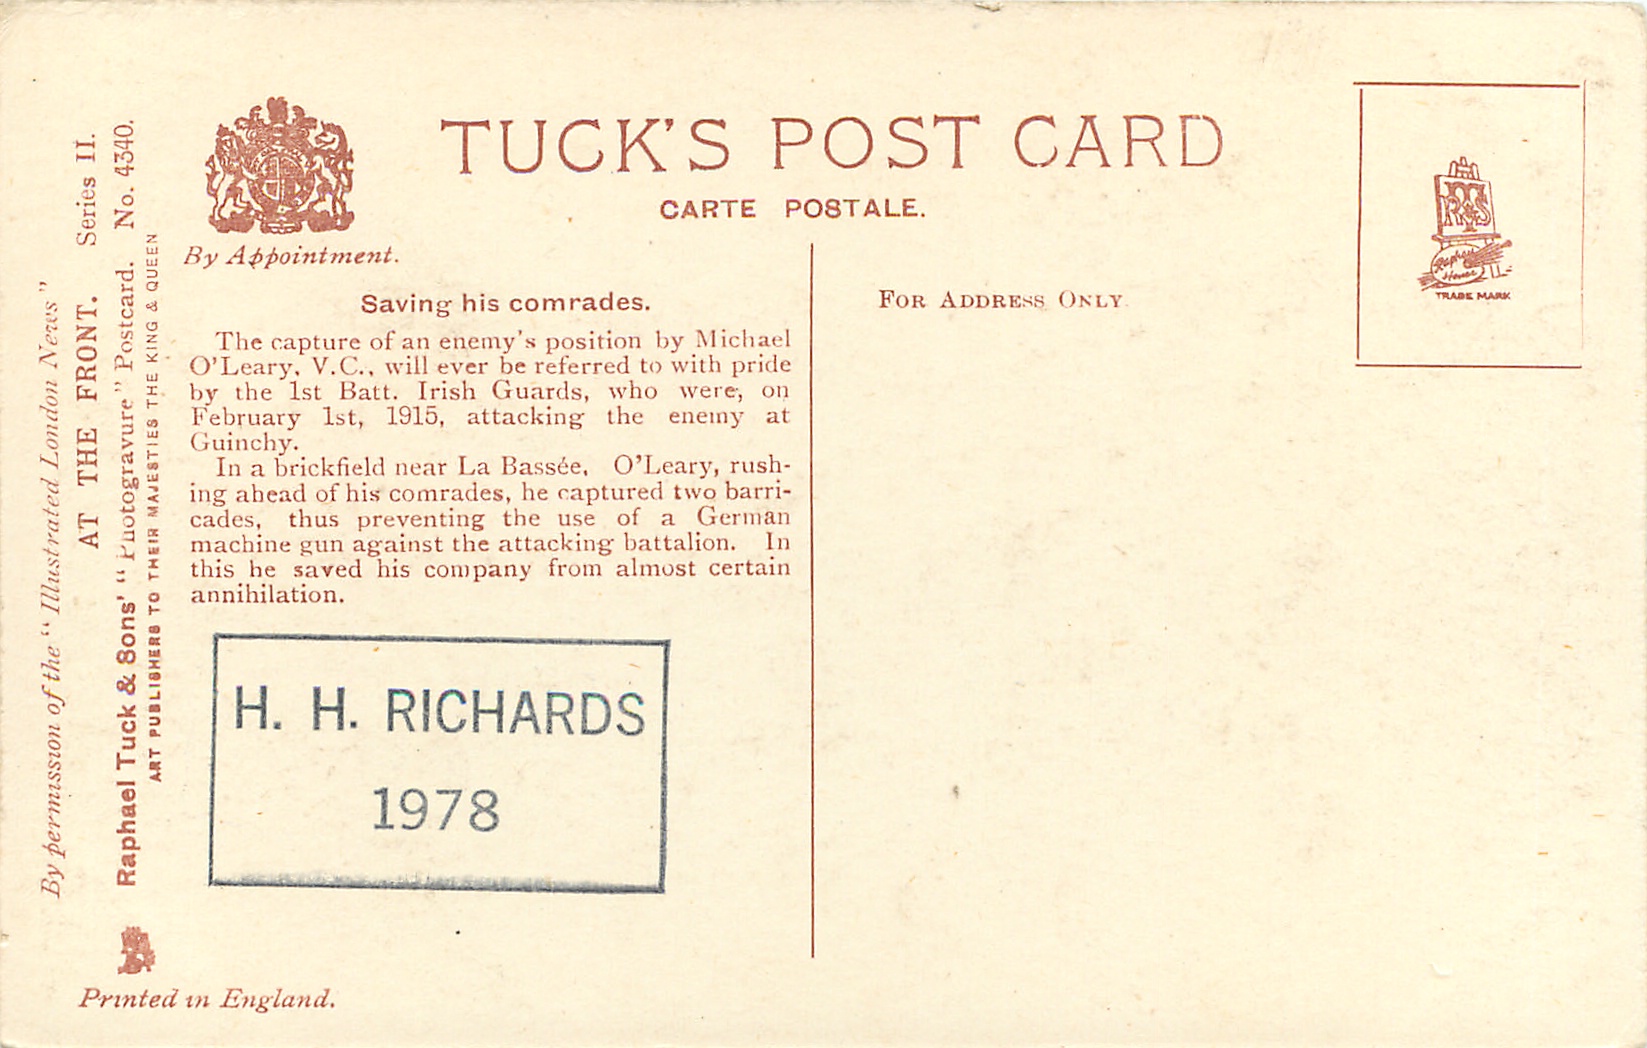 TUCK'S POST CARD
CARTE POSTALE.
By Appointment.
Saving his comrades.
The capture of an enemy's position by Michael
O'Leary, V.C., will ever be referred to with pride
by the 1st Batt. Irish Guards, who were, on
February 1st, 1915, attacking the enemy at
Guinchy.
In a brickfield near La Bassée, O'Leary, rush-
ing ahead of his comrades, he captured two barri-
cades, thus preventing the use of a German
machine gun against the attacking battalion. In
this he saved his company from almost certain
annihilation.
H. H. RICHARDS
1978
FOR ADDRESS ONLY
RTS
Raphael
House
TRADE MARK
By permission of the "Illustrated London News"
AT THE FRONT. Series II.
Raphael Tuck & Sons' "Photogravure" Postcard. No. 4340.
ART PUBLISHERS TO THEIR MAJESTIES THE KING & QUEEN
Printed in England.